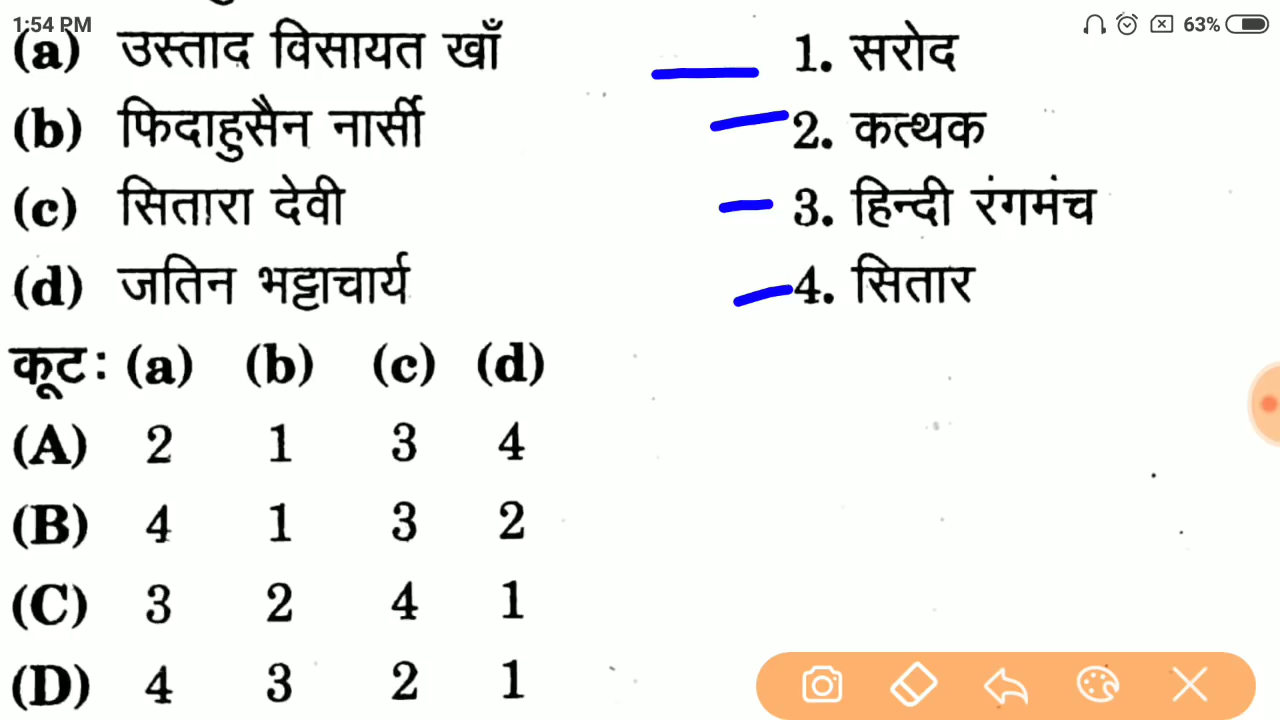 1:54 PM 63%
(a) उस्ताद विसायत खाँ 1. सरोद
(b) फिदाहुसैन नार्सी 2. कत्थक
(c) सितारा देवी 3. हिन्दी रंगमंच
(d) जतिन भट्टाचार्य 4. सितार
कूट: (a) (b) (c) (d)
(A) 2 1 3 4
(B) 4 1 3 2
(C) 3 2 4 1
(D) 4 3 2 1